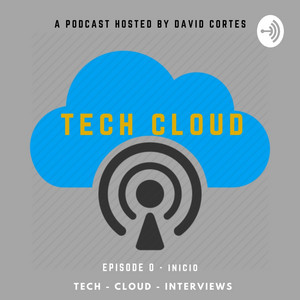 A PODCAST HOSTED BY DAVID CORTES
TECH CLOUD
EPISODE 0 - INICIO
TECH - CLOUD - INTERVIEWS